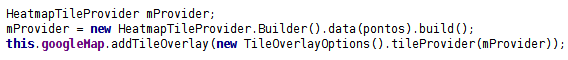 HeatmapTileProvider mProvider;
mProvider = new HeatmapTileProvider.Builder().data(pontos).build();
this.googleMap.addTileOverlay(new TileOverlayOptions().tileProvider(mProvider));